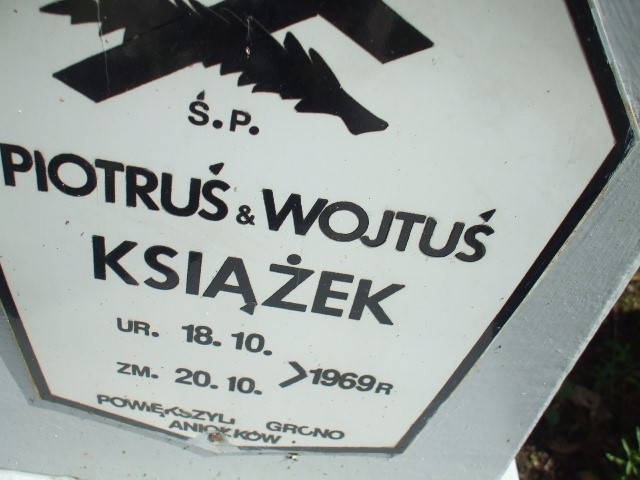 Ś.P.
PIOTRUŚ & WOJTUŚ
KSIĄŻEK
UR. 18.10.
ZM. 20.10. >1969R
POWIĘKSZYLI GRONO
ANIOŁKÓW